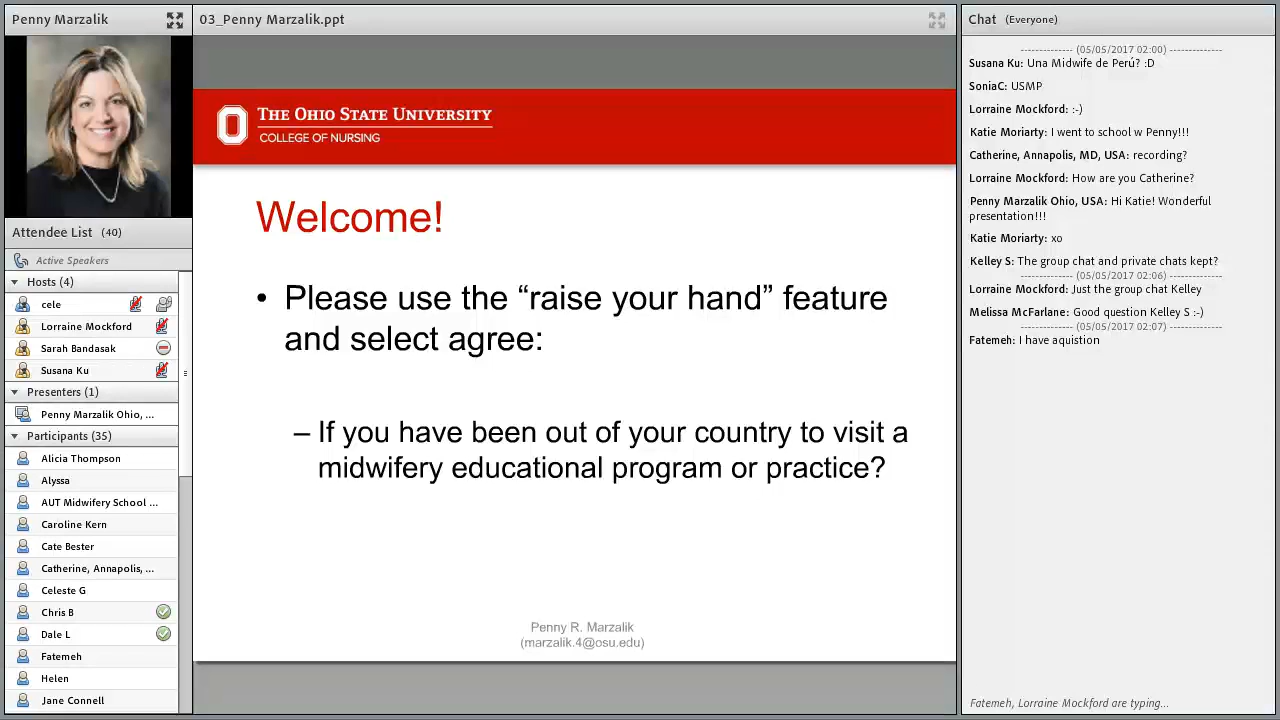 Penny Marzalik
Attendee List (40)
Active Speakers
Hosts (4)
cele
Lorraine Mockford
Sarah Bandasak
Susana Ku
Presenters (1)
Penny Marzalik Ohio, ...
Participants (35)
Alicia Thompson
Alyssa
AUT Midwifery School ...
Caroline Kern
Cate Bester
Catherine, Annapolis, ...
Celeste G
Chris B
Dale L
Fatemeh
Helen
Jane Connell
03_Penny Marzalik.ppt
THE OHIO STATE UNIVERSITY
COLLEGE OF NURSING
Welcome!
• Please use the “raise your hand” feature
and select agree:
– If you have been out of your country to visit a
midwifery educational program or practice?
Penny R. Marzalik
(marzalik.4@osu.edu)
Chat (Everyone)
------------- (05/05/2017 02:00) -------------
Susana Ku: Una Midwife de Perú? :D
SoniaC: USMP
Lorraine Mockford: :-)
Katie Moriarty: I went to school w Penny!!!
Catherine, Annapolis, MD, USA: recording?
Lorraine Mockford: How are you Catherine?
Penny Marzalik Ohio, USA: Hi Katie! Wonderful
presentation!!!
Katie Moriarty: xo
Kelley S: The group chat and private chats kept?
------------- (05/05/2017 02:06) -------------
Lorraine Mockford: Just the group chat Kelley
Melissa McFarlane: Good question Kelley S :-)
------------- (05/05/2017 02:07) -------------
Fatemeh: I have aquistion
Fatemeh, Lorraine Mockford are typing...